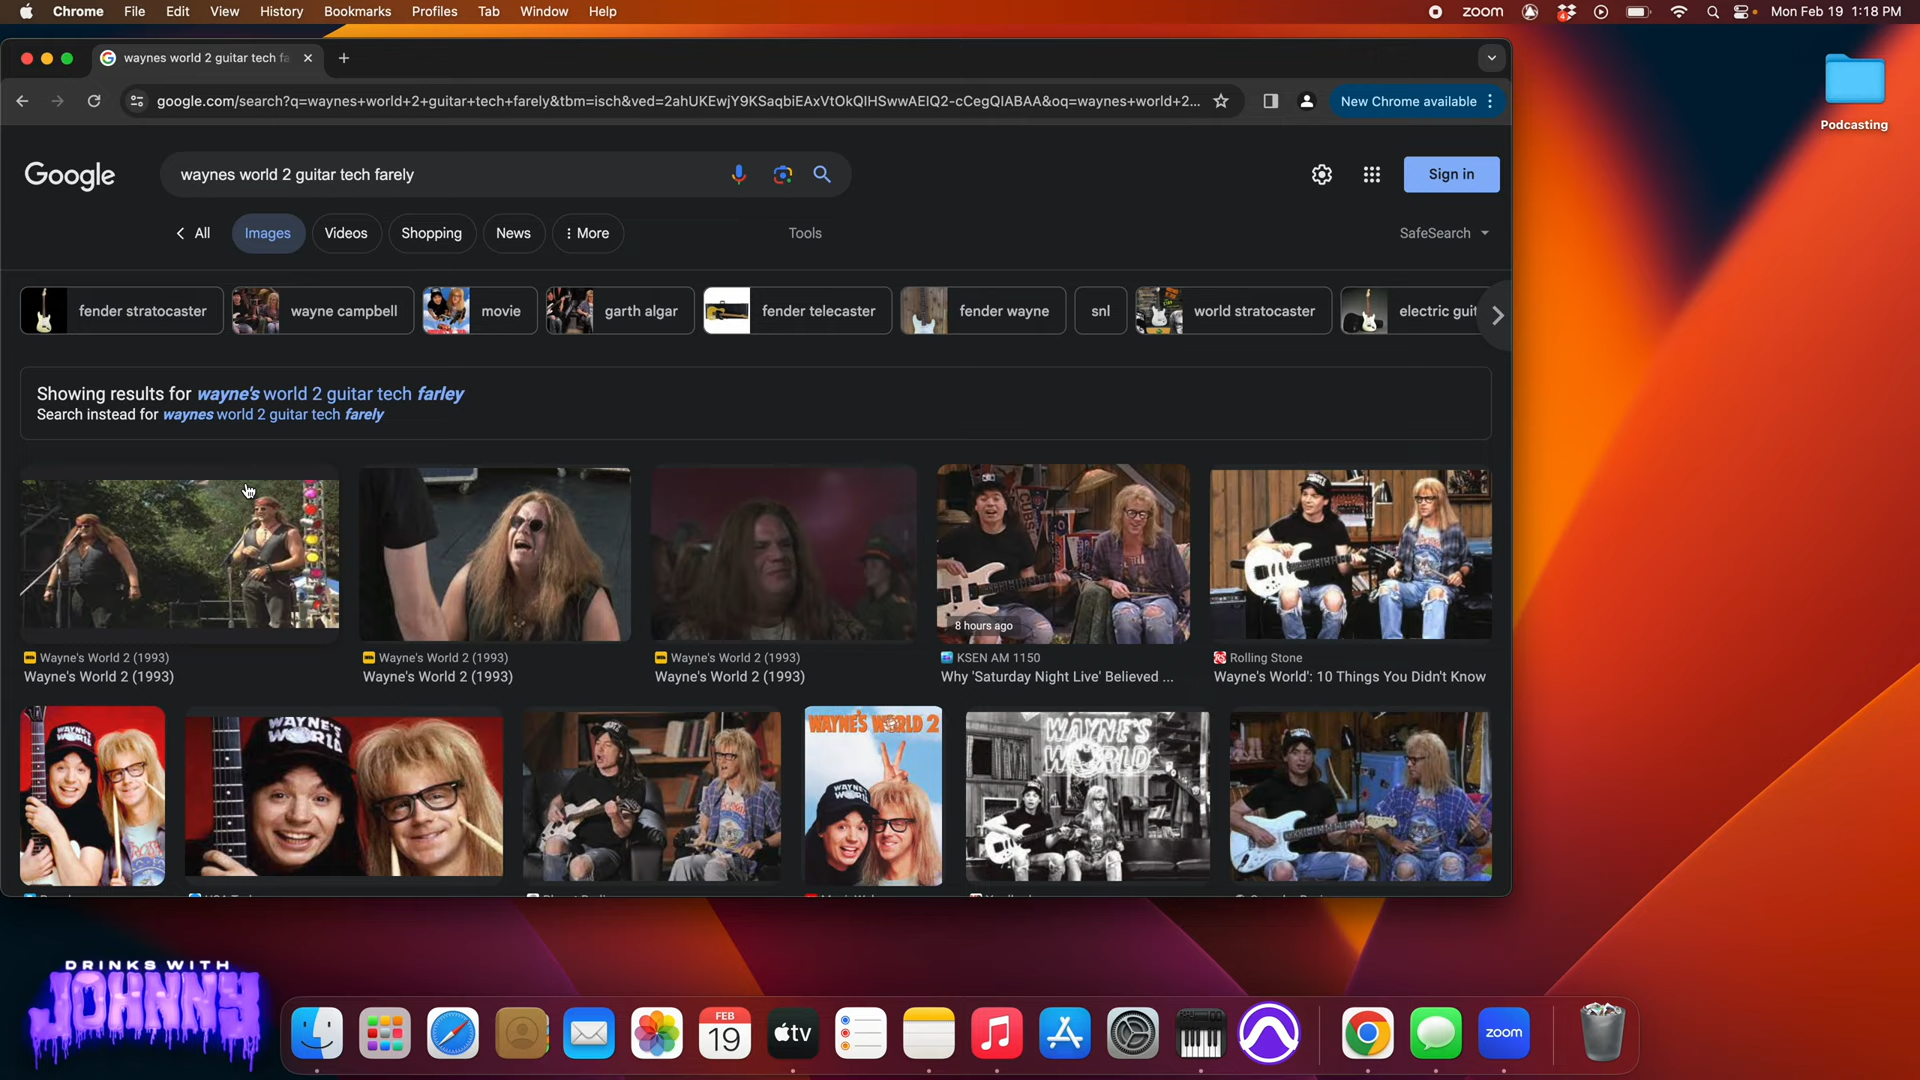 Chrome File Edit View History Bookmarks Profiles Tab Window Help
zoom
4
Mon Feb 19 1:18 PM
waynes world 2 guitar tech fa
google.com/search?q=waynes+world+2+guitar+tech+farely&tbm=isch&ved=2ahUKEwjY9KSaqbiEAxVtOkQIHSwwAEIQ2-cCegQIABAA&oq=waynes+world+2...
New Chrome available
Podcasting
Google
waynes world 2 guitar tech farely
Sign in
All Images Videos Shopping News More
Tools
SafeSearch
fender stratocaster
wayne campbell
movie
garth algar
fender telecaster
fender wayne
snl
world stratocaster
electric guit
Showing results for wayne's world 2 guitar tech farley
Search instead for waynes world 2 guitar tech farely
CUBS
8 hours ago
Wayne's World 2 (1993)
Wayne's World 2 (1993)
Wayne's World 2 (1993)
Wayne's World 2 (1993)
Wayne's World 2 (1993)
Wayne's World 2 (1993)
KSEN AM 1150
Why 'Saturday Night Live' Believed ...
Rolling Stone
Wayne's World': 10 Things You Didn't Know
WAYNE'S
WORLD
WAYNE'S
WORLD
WAYNE'S WORLD 2
WAYNE'S
WORLD
WAYNE'S
WORLD
DRINKS WITH
JOHNNY
FEB
19
tv
zoom